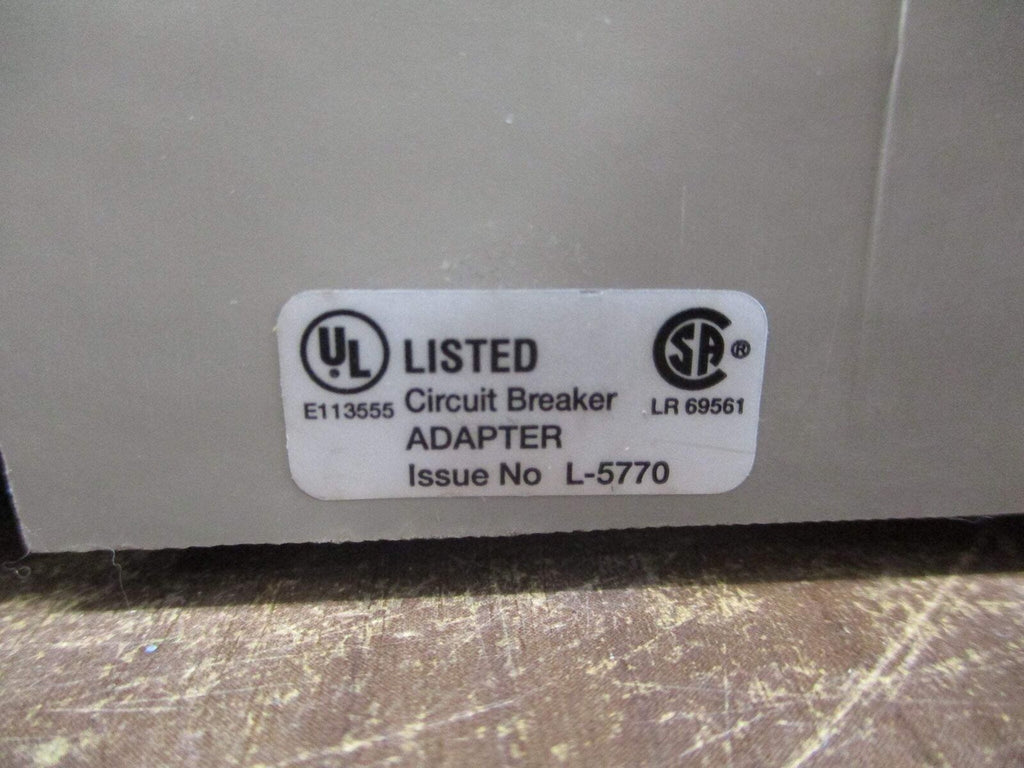 UL LISTED SA ®
E113555 Circuit Breaker LR 69561
ADAPTER
Issue No L-5770